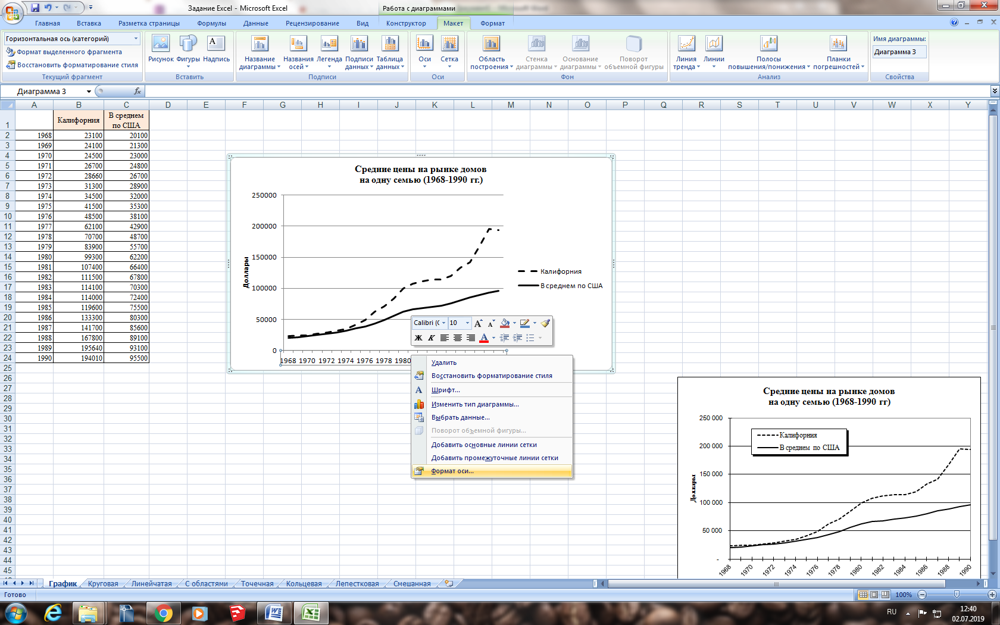 Задание Excel - Microsoft Excel
Работа с диаграммами
Главная Вставка Разметка страницы Формулы Данные Рецензирование Вид Конструктор Макет Формат
Горизонтальная ось (категорий)
Формат выделенного фрагмента
Восстановить форматирование стиля
Текущий фрагмент
Рисунок Фигуры Надпись
Вставить
Название диаграммы
Названия осей
Легенда
Подписи данных
Таблица данных
Подписи
Оси
Сетка
Оси
Область построения
Стенка диаграммы
Основание диаграммы
Поворот объемной фигуры
Фон
Линия тренда
Линии
Полосы повышения/понижения
Планки погрешностей
Анализ
Имя диаграммы:
Диаграмма 3
Свойства
Диаграмма 3
fx
A B C D E F G H I J K L M N O P Q R S T U V W X Y
1 Калифорния В среднем по США
2 1968 23100 20100
3 1969 24100 21300
4 1970 24500 23000
5 1971 26700 24800
6 1972 28660 26700
7 1973 31300 28900
8 1974 34500 32000
9 1975 41500 35300
10 1976 48500 38100
11 1977 62100 42900
12 1978 70700 48700
13 1979 83900 55700
14 1980 99300 62200
15 1981 107400 66400
16 1982 111500 67800
17 1983 114100 70300
18 1984 114000 72400
19 1985 119600 75500
20 1986 133300 80300
21 1987 141700 85600
22 1988 167800 89100
23 1989 195640 93100
24 1990 194010 95500
25
26
27
28
29
30
31
32
33
34
35
36
37
38
39
40
41
42
43
44
45
Средние цены на рынке домов
на одну семью (1968-1990 гг.)
250000
200000
150000
100000
50000
0
Доллары
1968 1970 1972 1974 1976 1978 1980
Калифорния
В среднем по США
Calibri (С 10
Ж К
Удалить
Восстановить форматирование стиля
Шрифт...
Изменить тип диаграммы...
Выбрать данные...
Поворот объемной фигуры...
Добавить основные линии сетки
Добавить промежуточные линии сетки
Формат оси...
Средние цены на рынке домов
на одну семью (1968-1990 гг)
250 000
200 000
150 000
100 000
50 000
-
Доллары
Калифорния
В среднем по США
1968 1970 1972 1974 1976 1978 1980 1982 1984 1986 1988 1990
График Круговая Линейчатая С областями Точечная Кольцевая Лепестковая Смешанная
Готово
100%
RU
12:40
02.07.2019